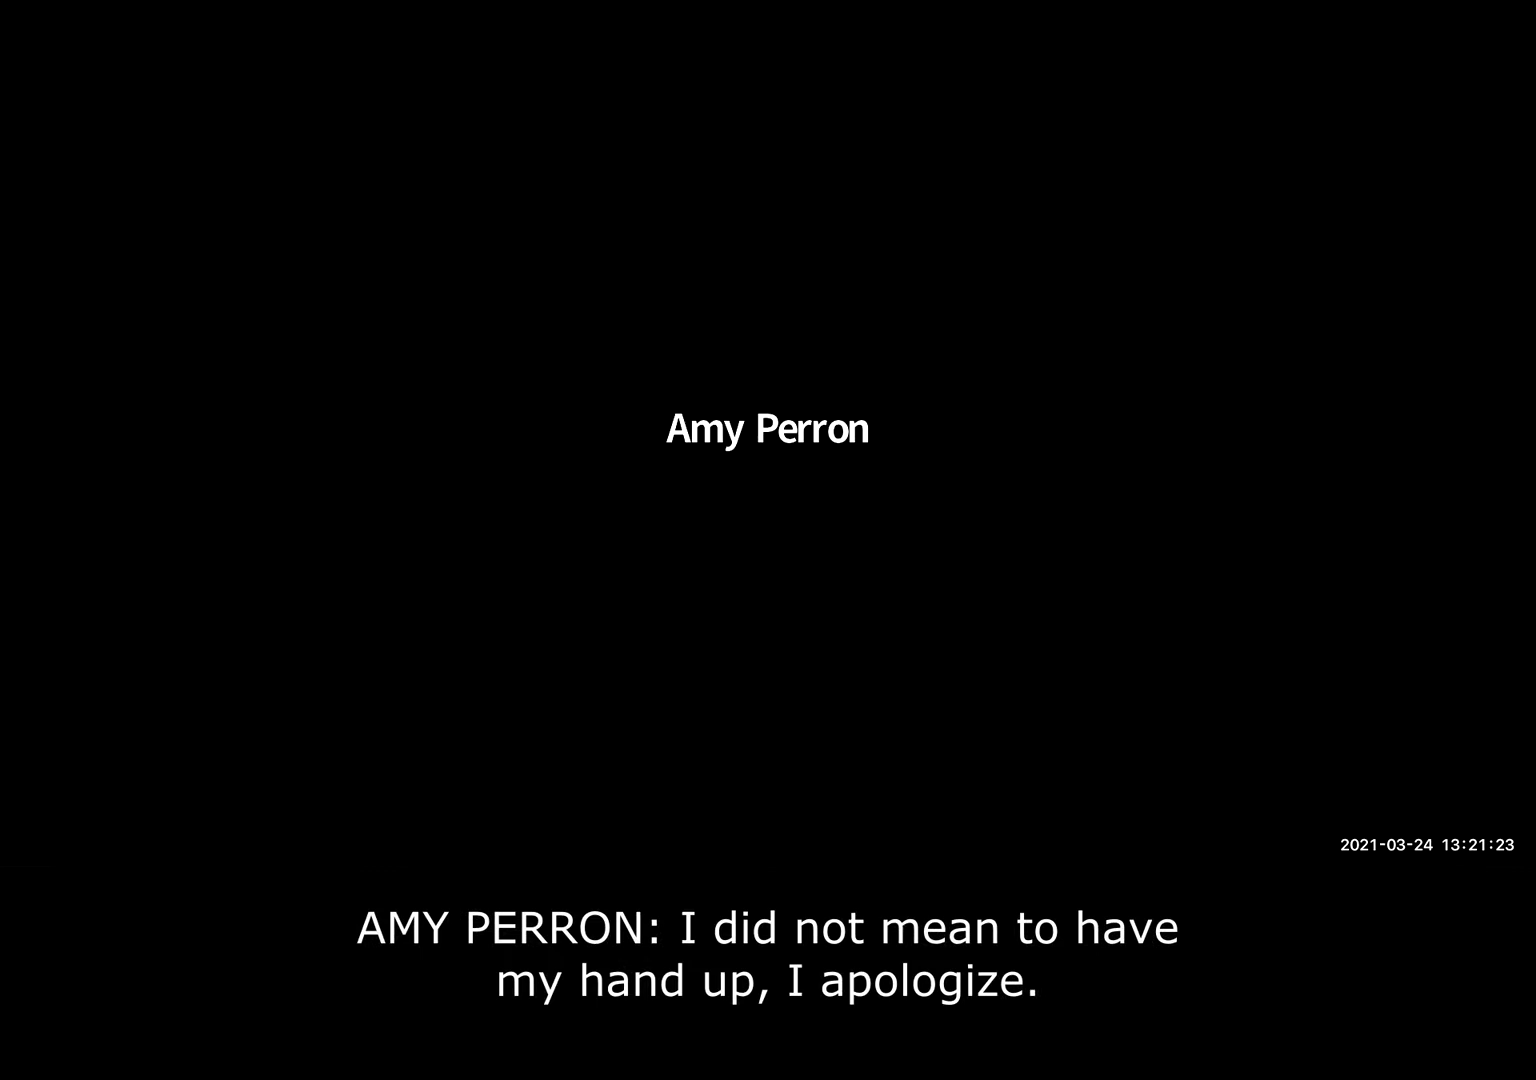 Amy Perron
2021-03-24 13:21:23
AMY PERRON: I did not mean to have
my hand up, I apologize.